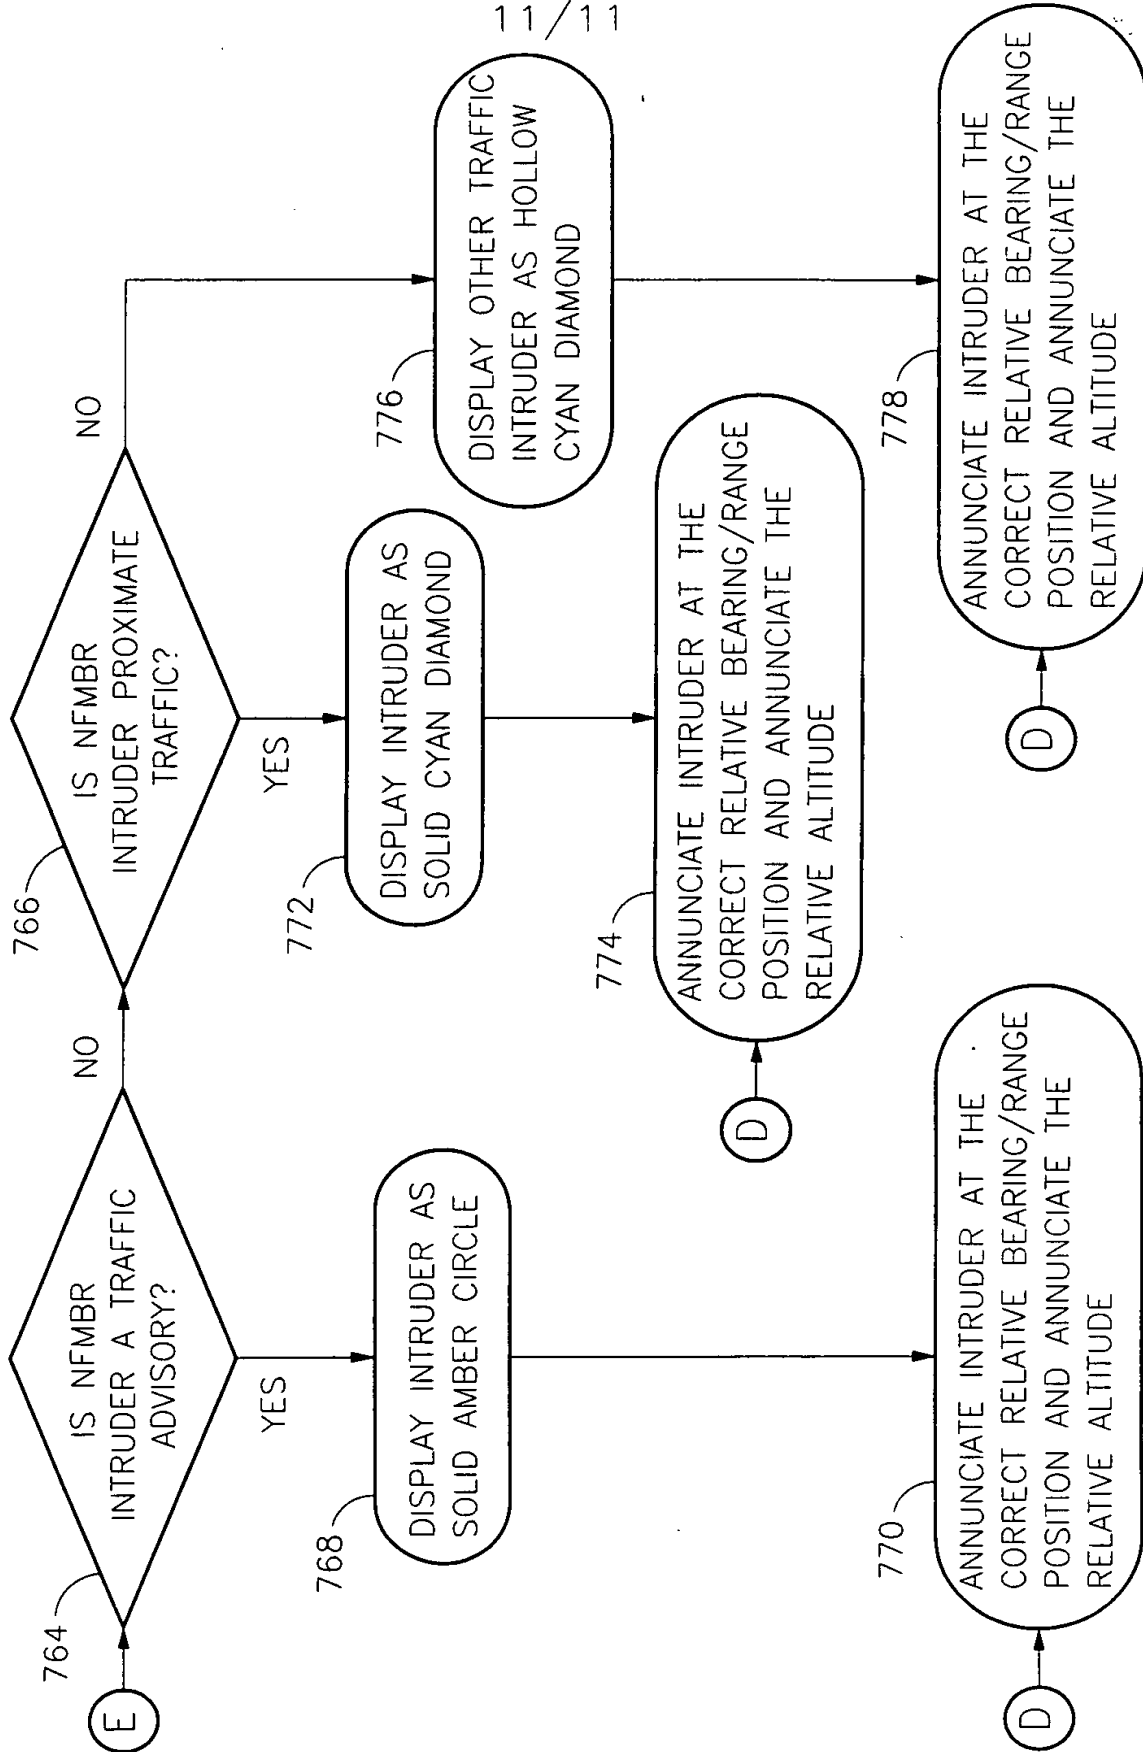 11/11
E
764
IS NFMBR
INTRUDER A TRAFFIC
ADVISORY?
NO
YES
766
IS NFMBR
INTRUDER PROXIMATE
TRAFFIC?
NO
YES
768
DISPLAY INTRUDER AS
SOLID AMBER CIRCLE
772
DISPLAY INTRUDER AS
SOLID CYAN DIAMOND
776
DISPLAY OTHER TRAFFIC
INTRUDER AS HOLLOW
CYAN DIAMOND
D
774
ANNUNCIATE INTRUDER AT THE
CORRECT RELATIVE BEARING/RANGE
POSITION AND ANNUNCIATE THE
RELATIVE ALTITUDE
D
770
ANNUNCIATE INTRUDER AT THE
CORRECT RELATIVE BEARING/RANGE
POSITION AND ANNUNCIATE THE
RELATIVE ALTITUDE
D
778
ANNUNCIATE INTRUDER AT THE
CORRECT RELATIVE BEARING/RANGE
POSITION AND ANNUNCIATE THE
RELATIVE ALTITUDE